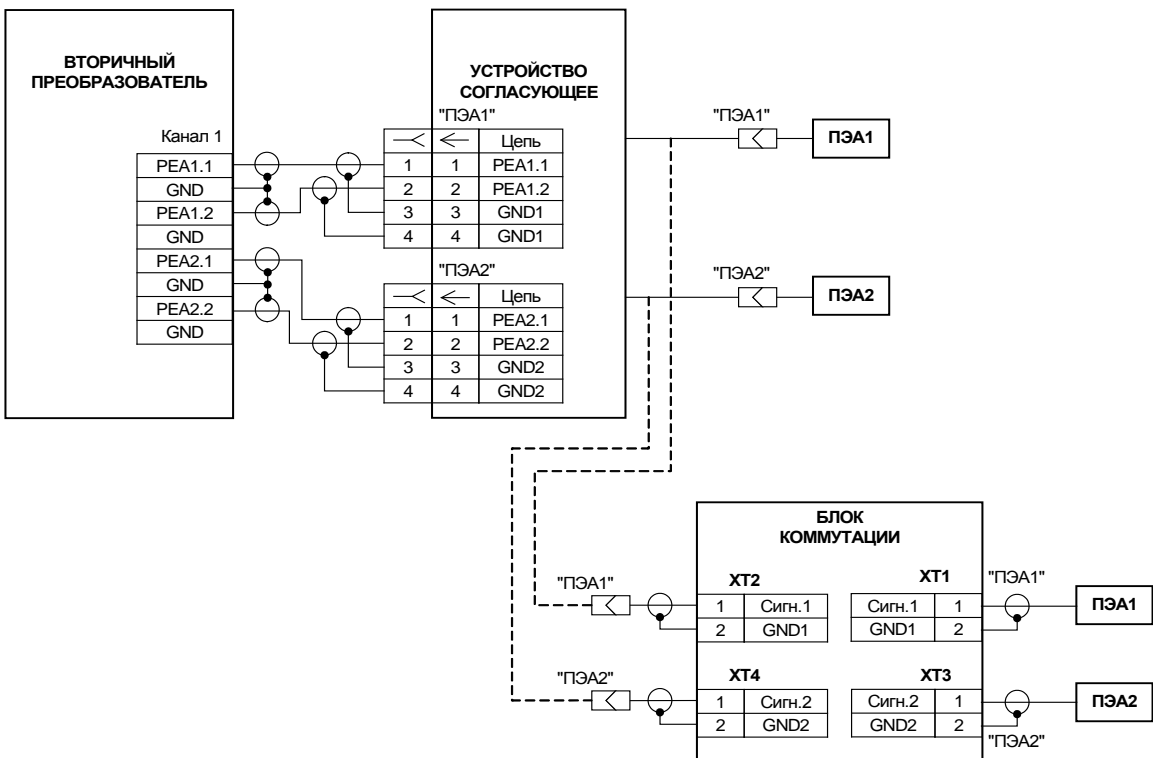 ВТОРИЧНЫЙ
ПРЕОБРАЗОВАТЕЛЬ
Канал 1
PEA1.1
GND
PEA1.2
GND
PEA2.1
GND
PEA2.2
GND
УСТРОЙСТВО
СОГЛАСУЮЩЕЕ
"ПЭА1"
Цепь
1 1 PEA1.1
2 2 PEA1.2
3 3 GND1
4 4 GND1
"ПЭА2"
Цепь
1 1 PEA2.1
2 2 PEA2.2
3 3 GND2
4 4 GND2
"ПЭА1"
ПЭА1
"ПЭА2"
ПЭА2
БЛОК
КОММУТАЦИИ
"ПЭА1"
XT2
1 Сигн.1
2 GND1
XT1
Сигн.1 1
GND1 2
"ПЭА1"
ПЭА1
"ПЭА2"
XT4
1 Сигн.2
2 GND2
XT3
Сигн.2 1
GND2 2
"ПЭА2"
ПЭА2